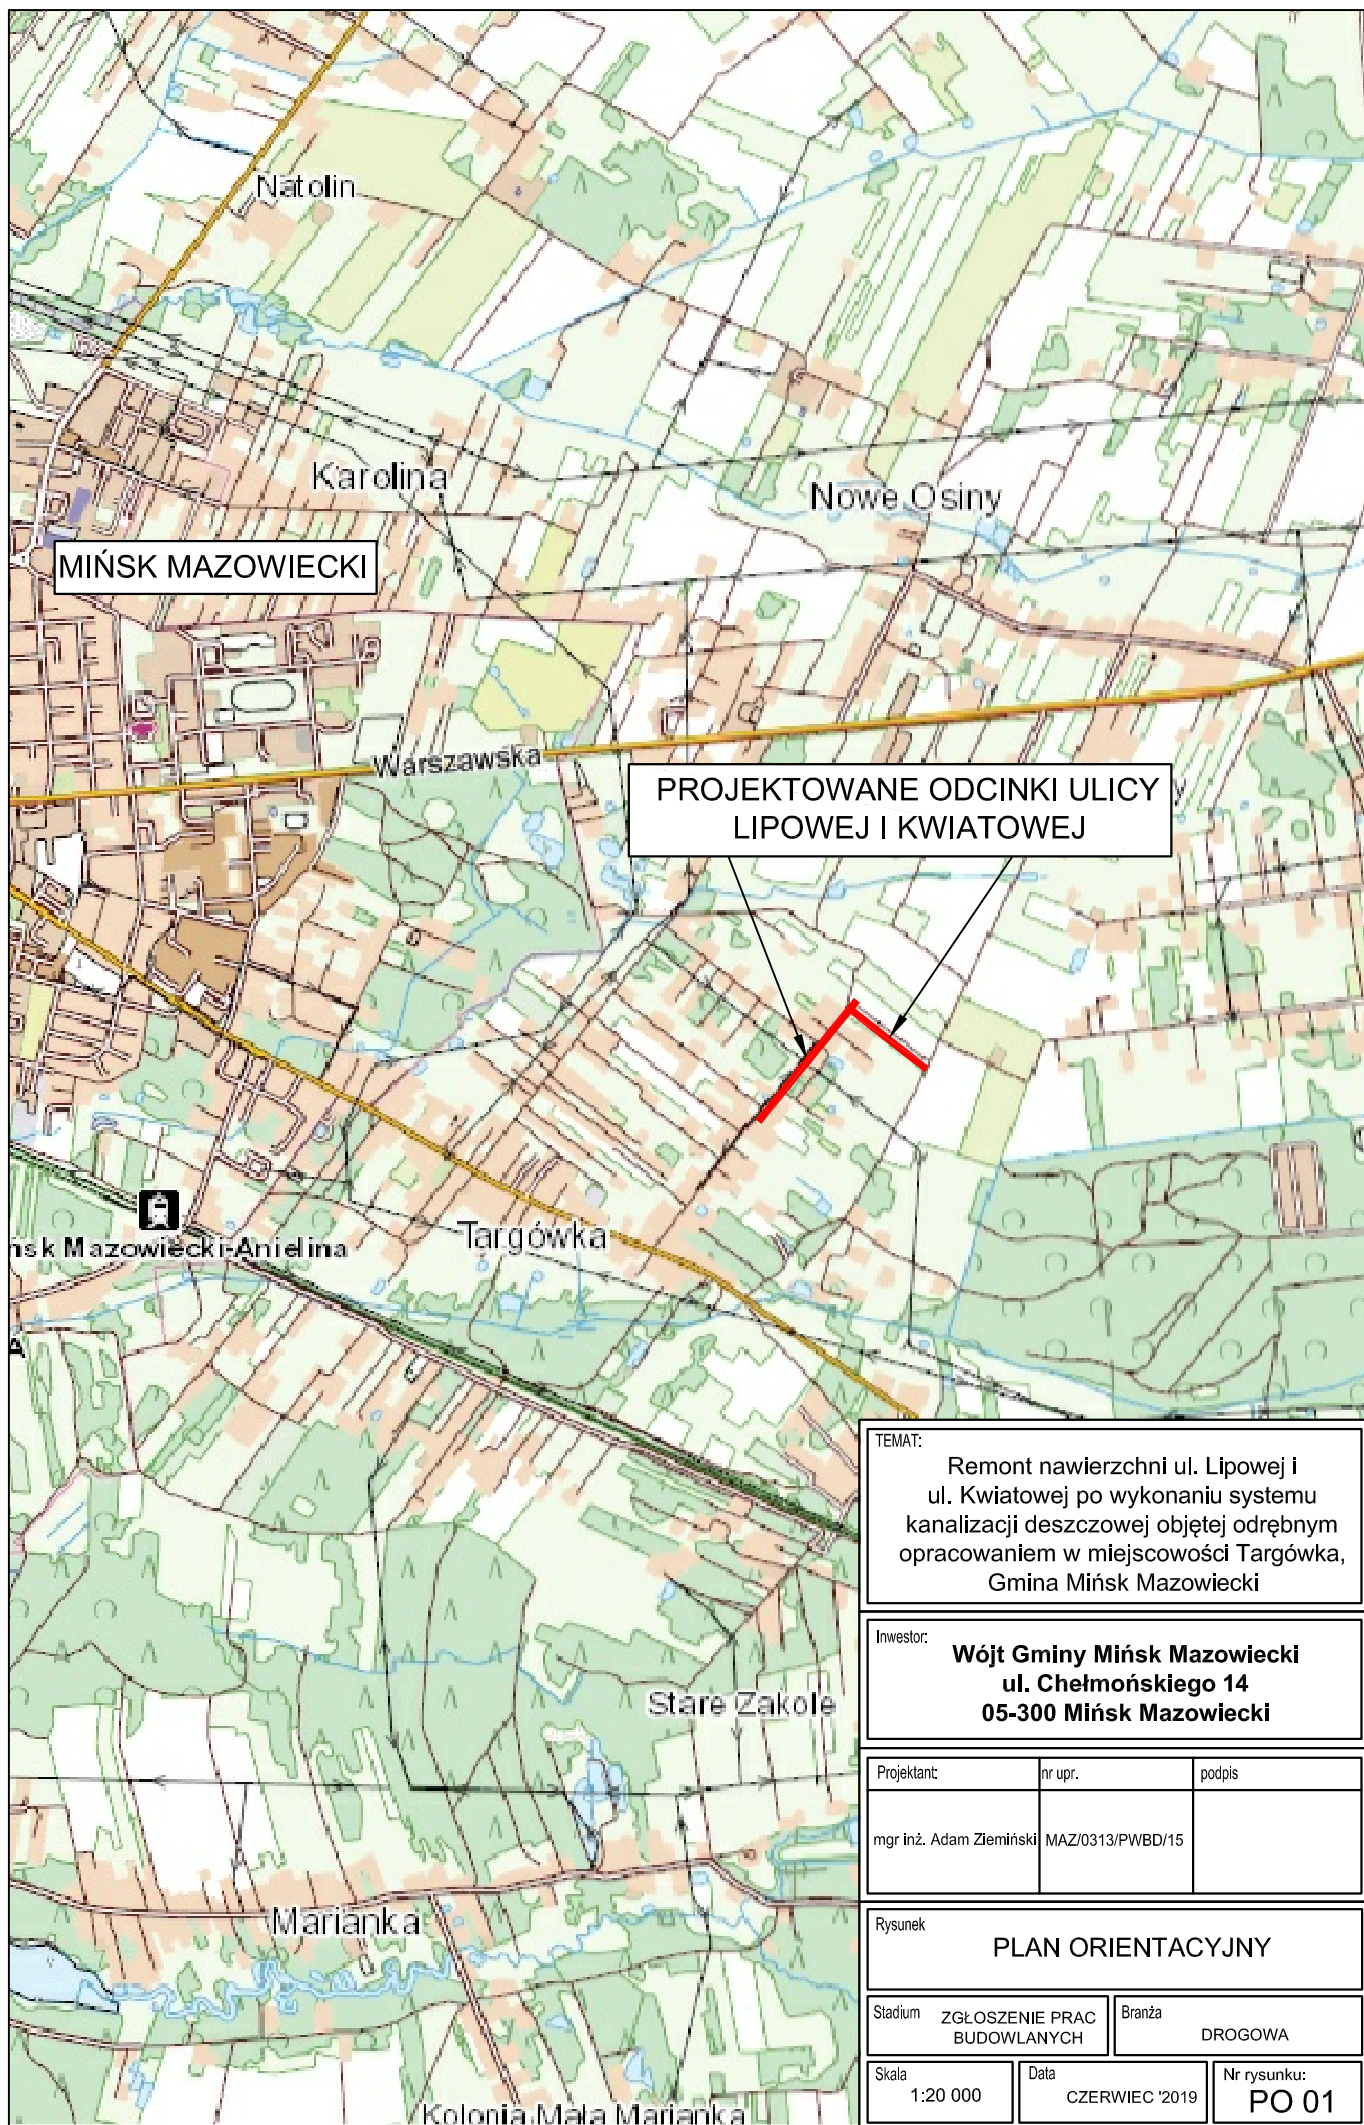 Natolin
Karolina
Nowe Osiny
MIŃSK MAZOWIECKI
Warszawska
PROJEKTOWANE ODCINKI ULICY
LIPOWEJ I KWIATOWEJ
Targówka
ńsk Mazowiecki-Anielina
Stare Zakole
Marianka
Kolonia Mała Marianka
TEMAT:
Remont nawierzchni ul. Lipowej i
ul. Kwiatowej po wykonaniu systemu
kanalizacji deszczowej objętej odrębnym
opracowaniem w miejscowości Targówka,
Gmina Mińsk Mazowiecki
Inwestor:
Wójt Gminy Mińsk Mazowiecki
ul. Chełmońskiego 14
05-300 Mińsk Mazowiecki
Projektant: nr upr. podpis
mgr inż. Adam Ziemiński MAZ/0313/PWBD/15
Rysunek
PLAN ORIENTACYJNY
Stadium ZGŁOSZENIE PRAC
BUDOWLANYCH
Branża
DROGOWA
Skala
1:20 000
Data
CZERWIEC '2019
Nr rysunku:
PO 01